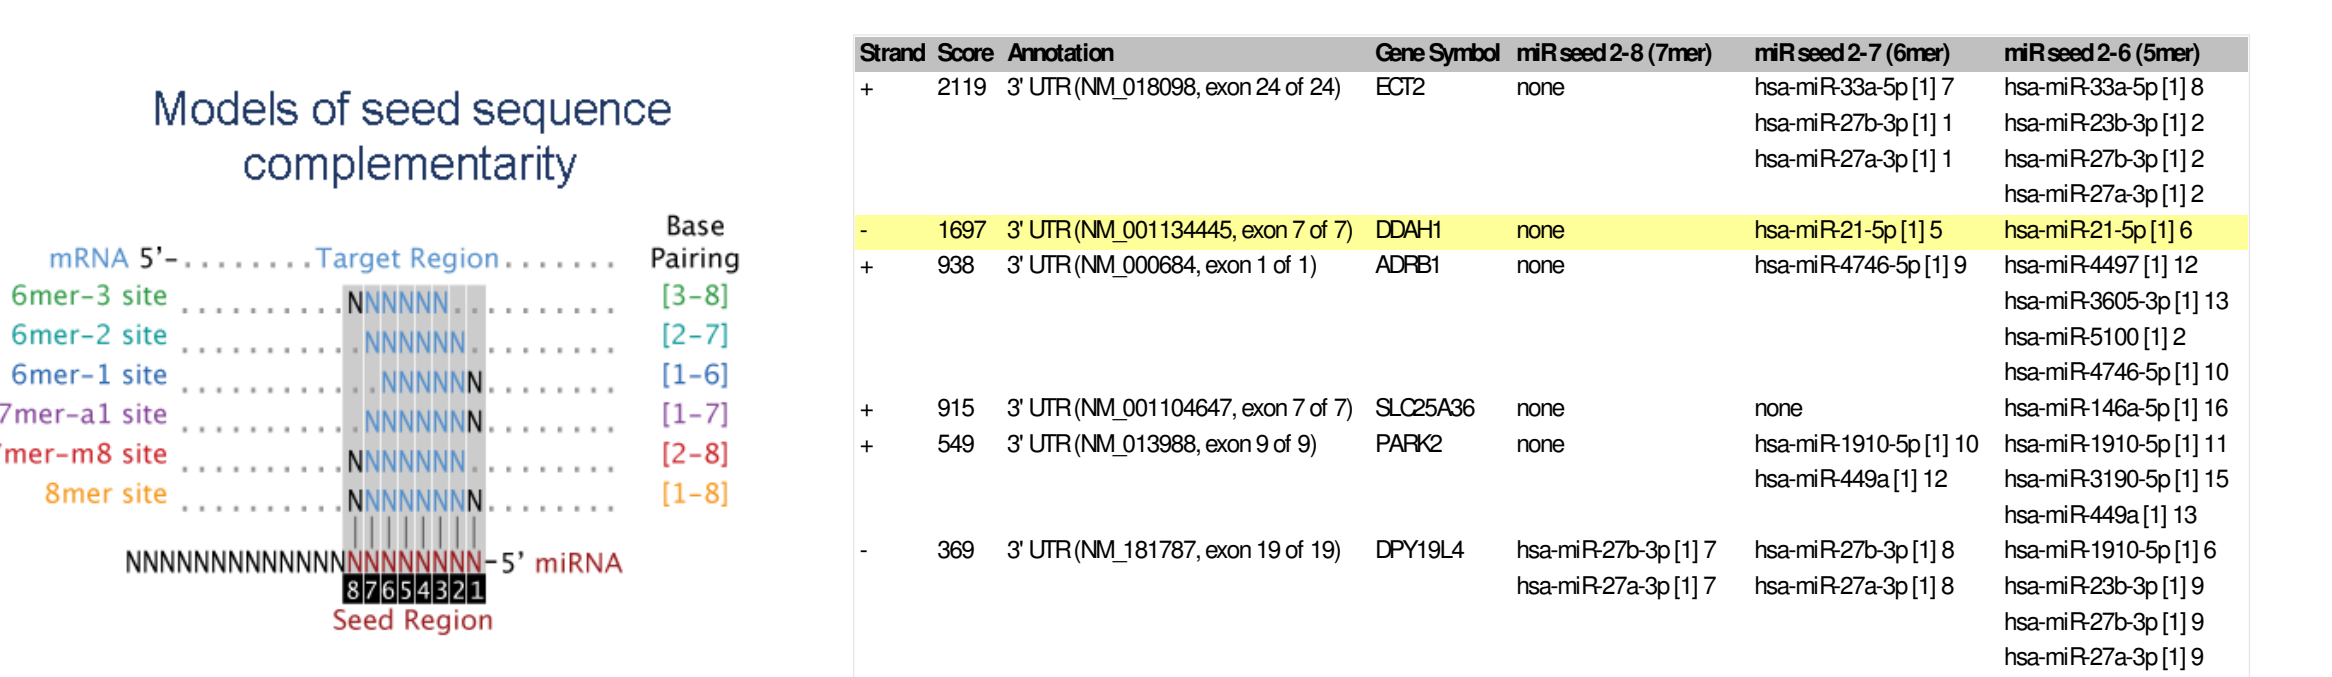 Models of seed sequence
complementarity
Base
Pairing
mRNA 5'-........Target Region.......
6mer-3 site ..........NNNNNN.......... [3-8]
6mer-2 site ...........NNNNNN......... [2-7]
6mer-1 site ............NNNNNN........ [1-6]
7mer-a1 site ...........NNNNNNN........ [1-7]
mer-m8 site ..........NNNNNNN......... [2-8]
8mer site ..........NNNNNNNN........ [1-8]
NNNNNNNNNNNNNNNNNNNNN-5' miRNA
8 7 6 5 4 3 2 1
Seed Region
Strand Score Annotation Gene Symbol miR seed 2-8 (7mer) miR seed 2-7 (6mer) miR seed 2-6 (5mer)
+ 2119 3' UTR (NM_018098, exon 24 of 24) ECT2 none hsa-miR-33a-5p [1] 7 hsa-miR-33a-5p [1] 8
hsa-miR-27b-3p [1] 1 hsa-miR-23b-3p [1] 2
hsa-miR-27a-3p [1] 1 hsa-miR-27b-3p [1] 2
hsa-miR-27a-3p [1] 2
- 1697 3' UTR (NM_001134445, exon 7 of 7) DDAH1 none hsa-miR-21-5p [1] 5 hsa-miR-21-5p [1] 6
+ 938 3' UTR (NM_000684, exon 1 of 1) ADRB1 none hsa-miR-4746-5p [1] 9 hsa-miR-4497 [1] 12
hsa-miR-3605-3p [1] 13
hsa-miR-5100 [1] 2
hsa-miR-4746-5p [1] 10
+ 915 3' UTR (NM_001104647, exon 7 of 7) SLC25A36 none none hsa-miR-146a-5p [1] 16
+ 549 3' UTR (NM_013988, exon 9 of 9) PARK2 none hsa-miR-1910-5p [1] 10 hsa-miR-1910-5p [1] 11
hsa-miR-449a [1] 12 hsa-miR-3190-5p [1] 15
hsa-miR-449a [1] 13
- 369 3' UTR (NM_181787, exon 19 of 19) DPY19L4 hsa-miR-27b-3p [1] 7 hsa-miR-27b-3p [1] 8 hsa-miR-1910-5p [1] 6
hsa-miR-27a-3p [1] 7 hsa-miR-27a-3p [1] 8 hsa-miR-23b-3p [1] 9
hsa-miR-27b-3p [1] 9
hsa-miR-27a-3p [1] 9